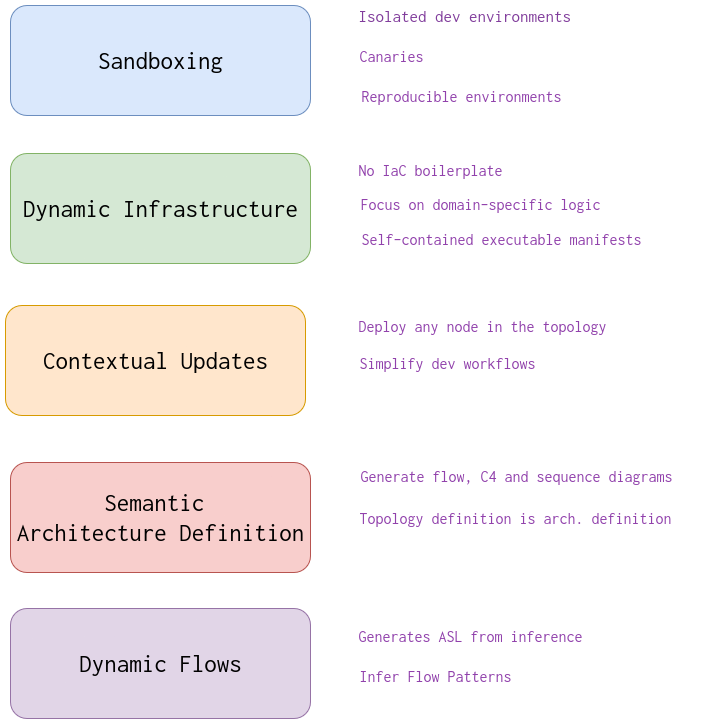 Sandboxing
Isolated dev environments
Canaries
Reproducible environments
Dynamic Infrastructure
No IaC boilerplate
Focus on domain-specific logic
Self-contained executable manifests
Contextual Updates
Deploy any node in the topology
Simplify dev workflows
Semantic
Architecture Definition
Generate flow, C4 and sequence diagrams
Topology definition is arch. definition
Dynamic Flows
Generates ASL from inference
Infer Flow Patterns